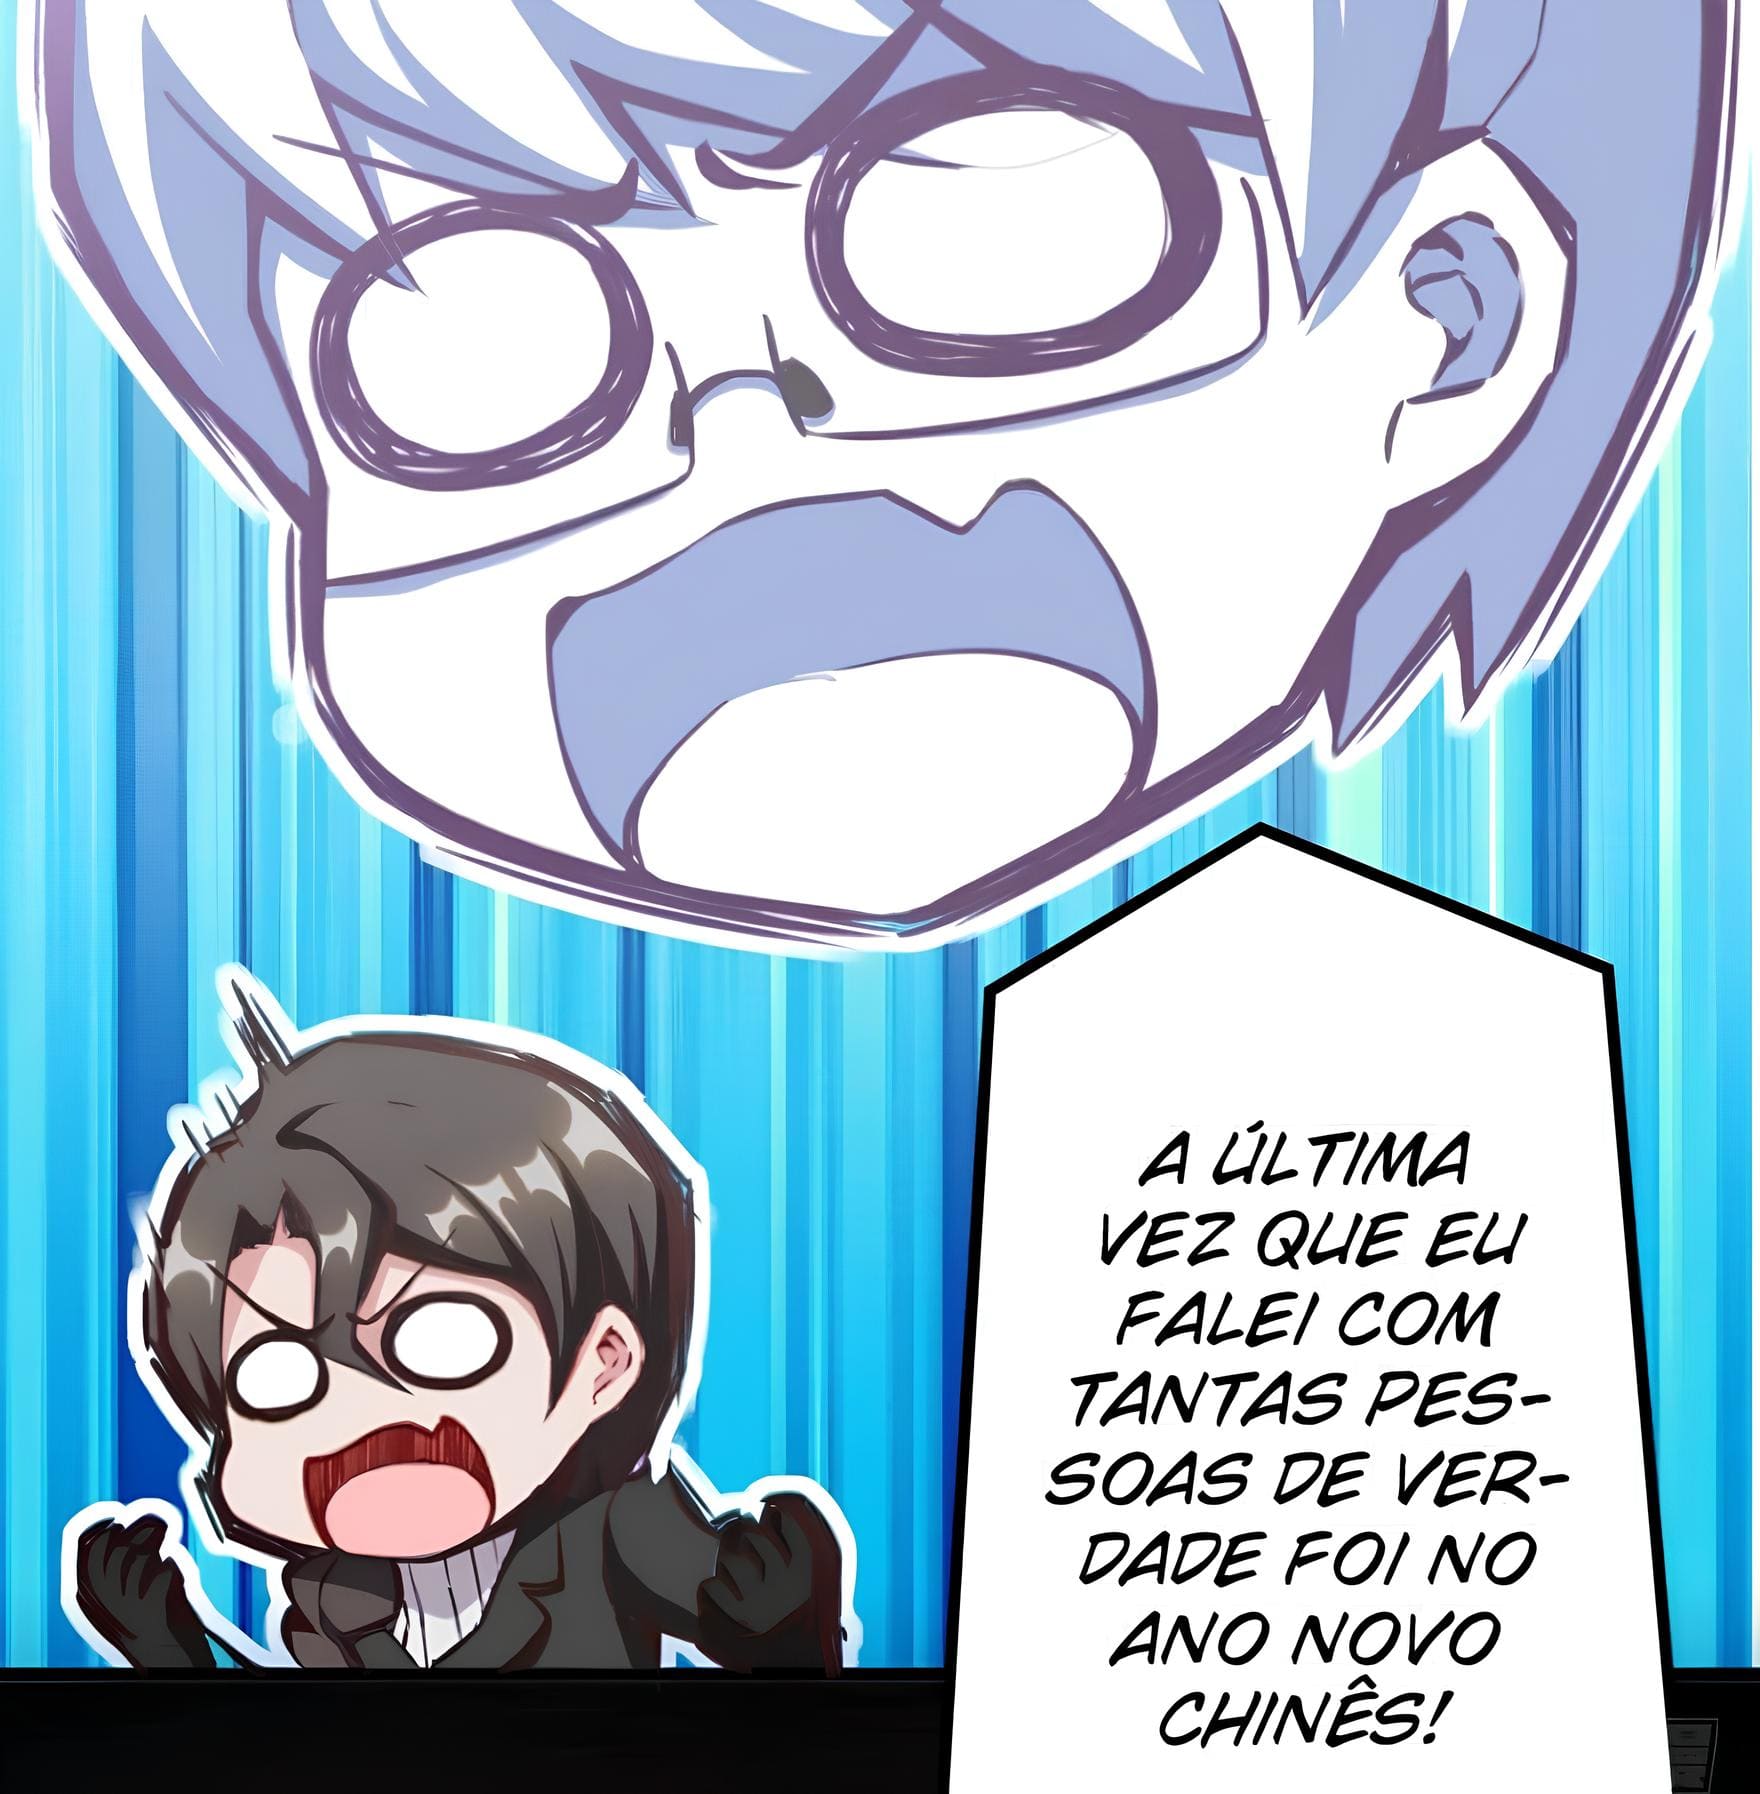 A ÚLTIMA
VEZ QUE EU
FALEI COM
TANTAS PES-
SOAS DE VER-
DADE FOI NO
ANO NOVO
CHINÊS!